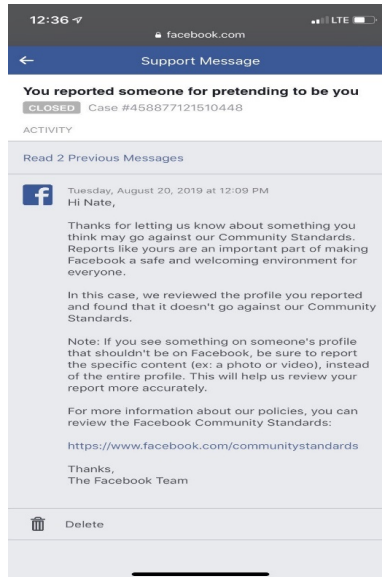 12:36
LTE
facebook.com
Support Message
You reported someone for pretending to be you
CLOSED Case #458877121510448
ACTIVITY
Read 2 Previous Messages
f
Tuesday, August 20, 2019 at 12:09 PM
Hi Nate,
Thanks for letting us know about something you
think may go against our Community Standards.
Reports like yours are an important part of making
Facebook a safe and welcoming environment for
everyone.
In this case, we reviewed the profile you reported
and found that it doesn't go against our Community
Standards.
Note: If you see something on someone's profile
that shouldn't be on Facebook, be sure to report
the specific content (ex: a photo or video), instead
of the entire profile. This will help us review your
report more accurately.
For more information about our policies, you can
review the Facebook Community Standards:
https://www.facebook.com/communitystandards
Thanks,
The Facebook Team
Delete